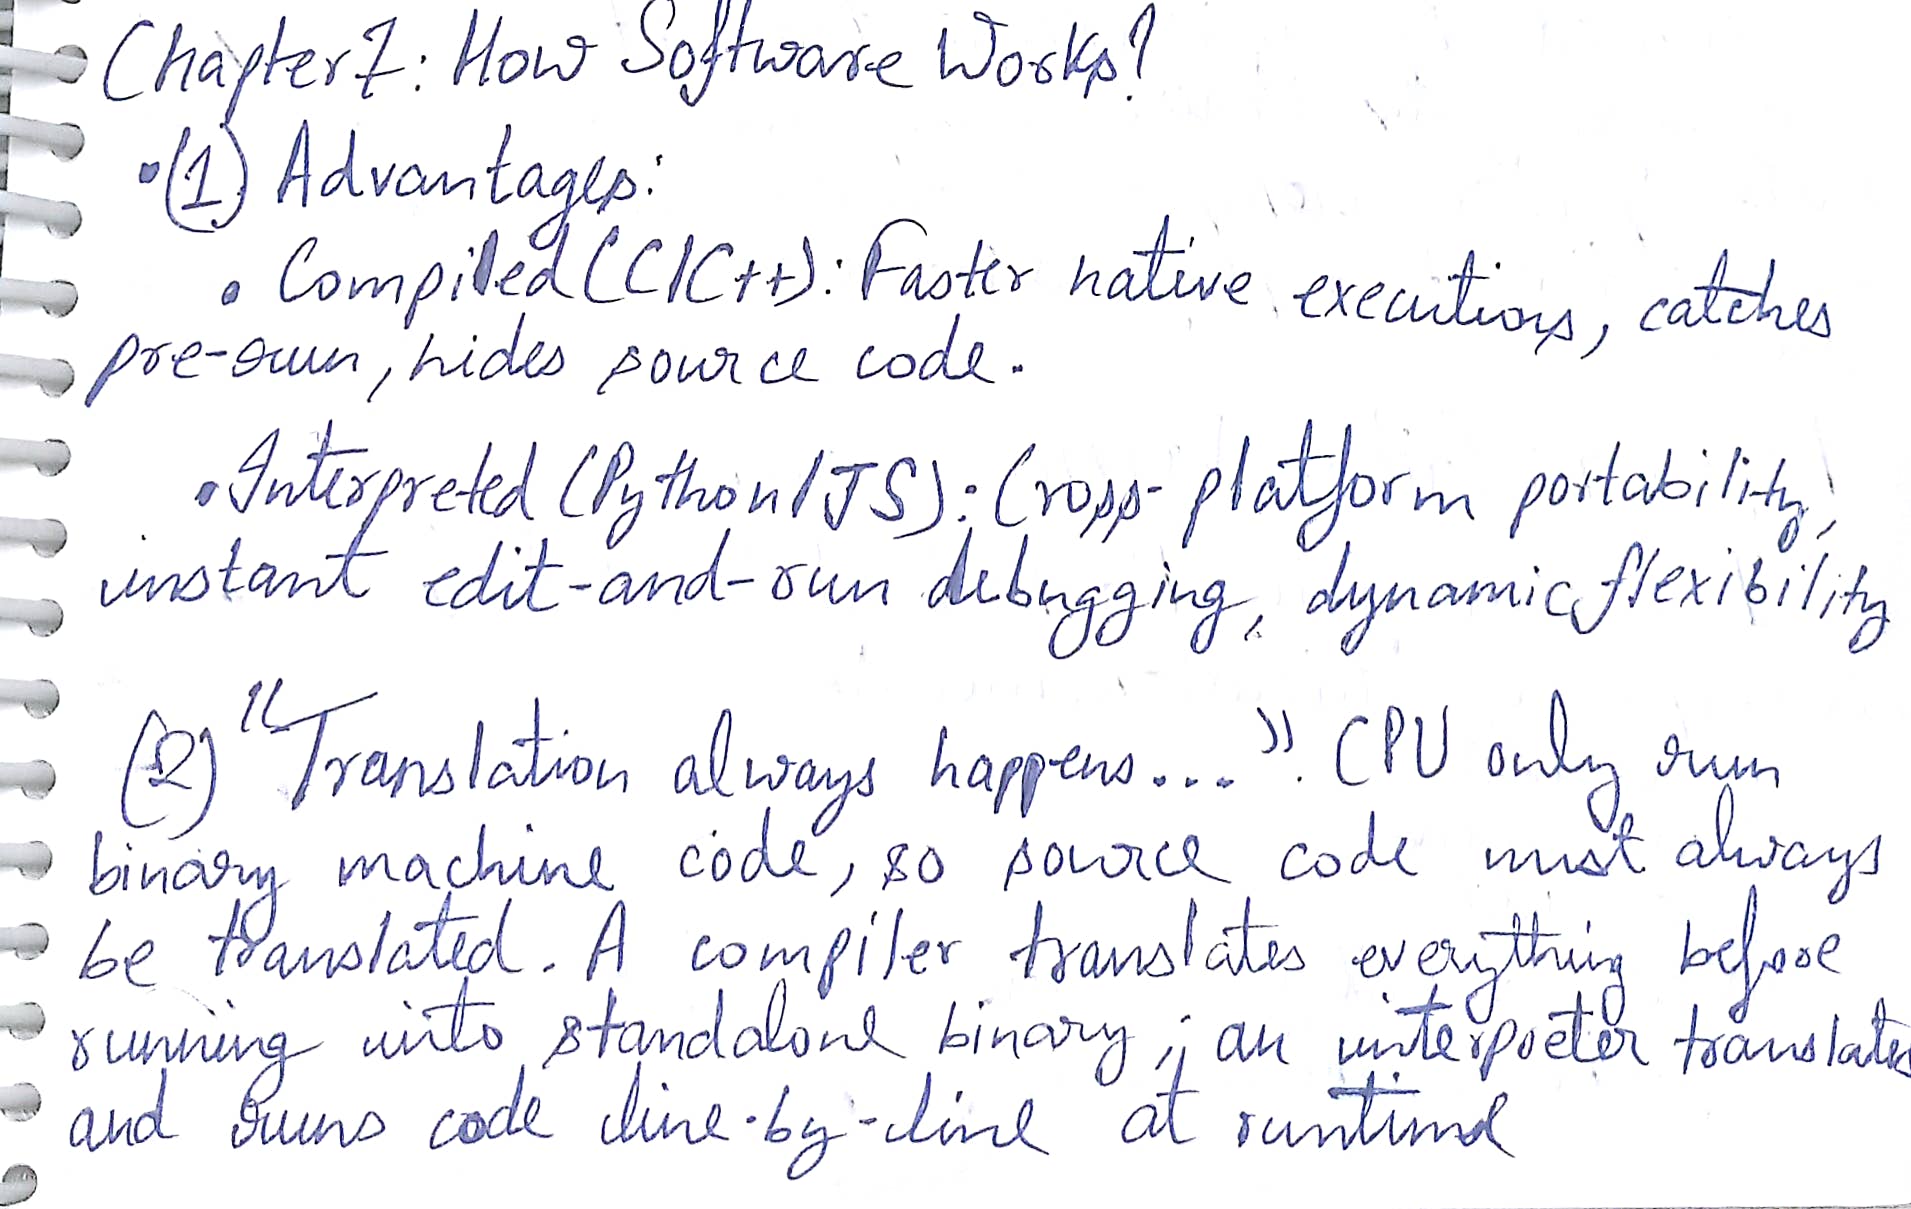 Chapter 7: How Software Works?
• (1) Advantages:
• Compiled (C/C++): Faster native executions, catches
pre-run, hides source code.
• Interpreted (Python/JS): Cross-platform portability,
instant edit-and-run debugging, dynamic flexibility
(2) "Translation always happens..." . CPU only run
binary machine code, so source code must always
be translated. A compiler translates everything before
running into standalone binary; an interpreter translates
and runs code line-by-line at runtime